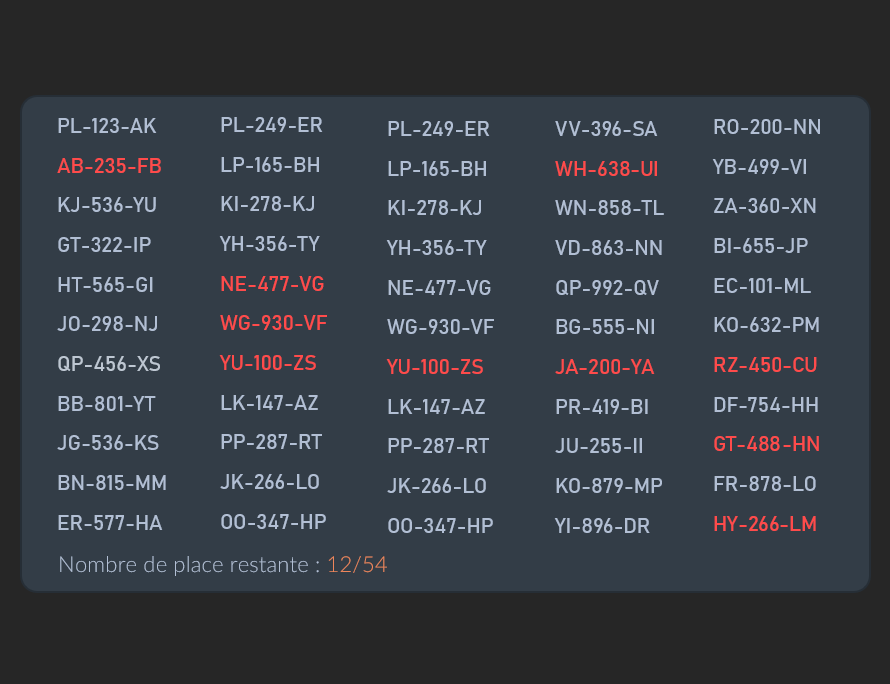 PL-123-AK
AB-235-FB
KJ-536-YU
GT-322-IP
HT-565-GI
JO-298-NJ
QP-456-XS
BB-801-YT
JG-536-KS
BN-815-MM
ER-577-HA
PL-249-ER
LP-165-BH
KI-278-KJ
YH-356-TY
NE-477-VG
WG-930-VF
YU-100-ZS
LK-147-AZ
PP-287-RT
JK-266-LO
OO-347-HP
PL-249-ER
LP-165-BH
KI-278-KJ
YH-356-TY
NE-477-VG
WG-930-VF
YU-100-ZS
LK-147-AZ
PP-287-RT
JK-266-LO
OO-347-HP
VV-396-SA
WH-638-UI
WN-858-TL
VD-863-NN
QP-992-QV
BG-555-NI
JA-200-YA
PR-419-BI
JU-255-II
KO-879-MP
YI-896-DR
RO-200-NN
YB-499-VI
ZA-360-XN
BI-655-JP
EC-101-ML
KO-632-PM
RZ-450-CU
DF-754-HH
GT-488-HN
FR-878-LO
HY-266-LM
Nombre de place restante : 12/54